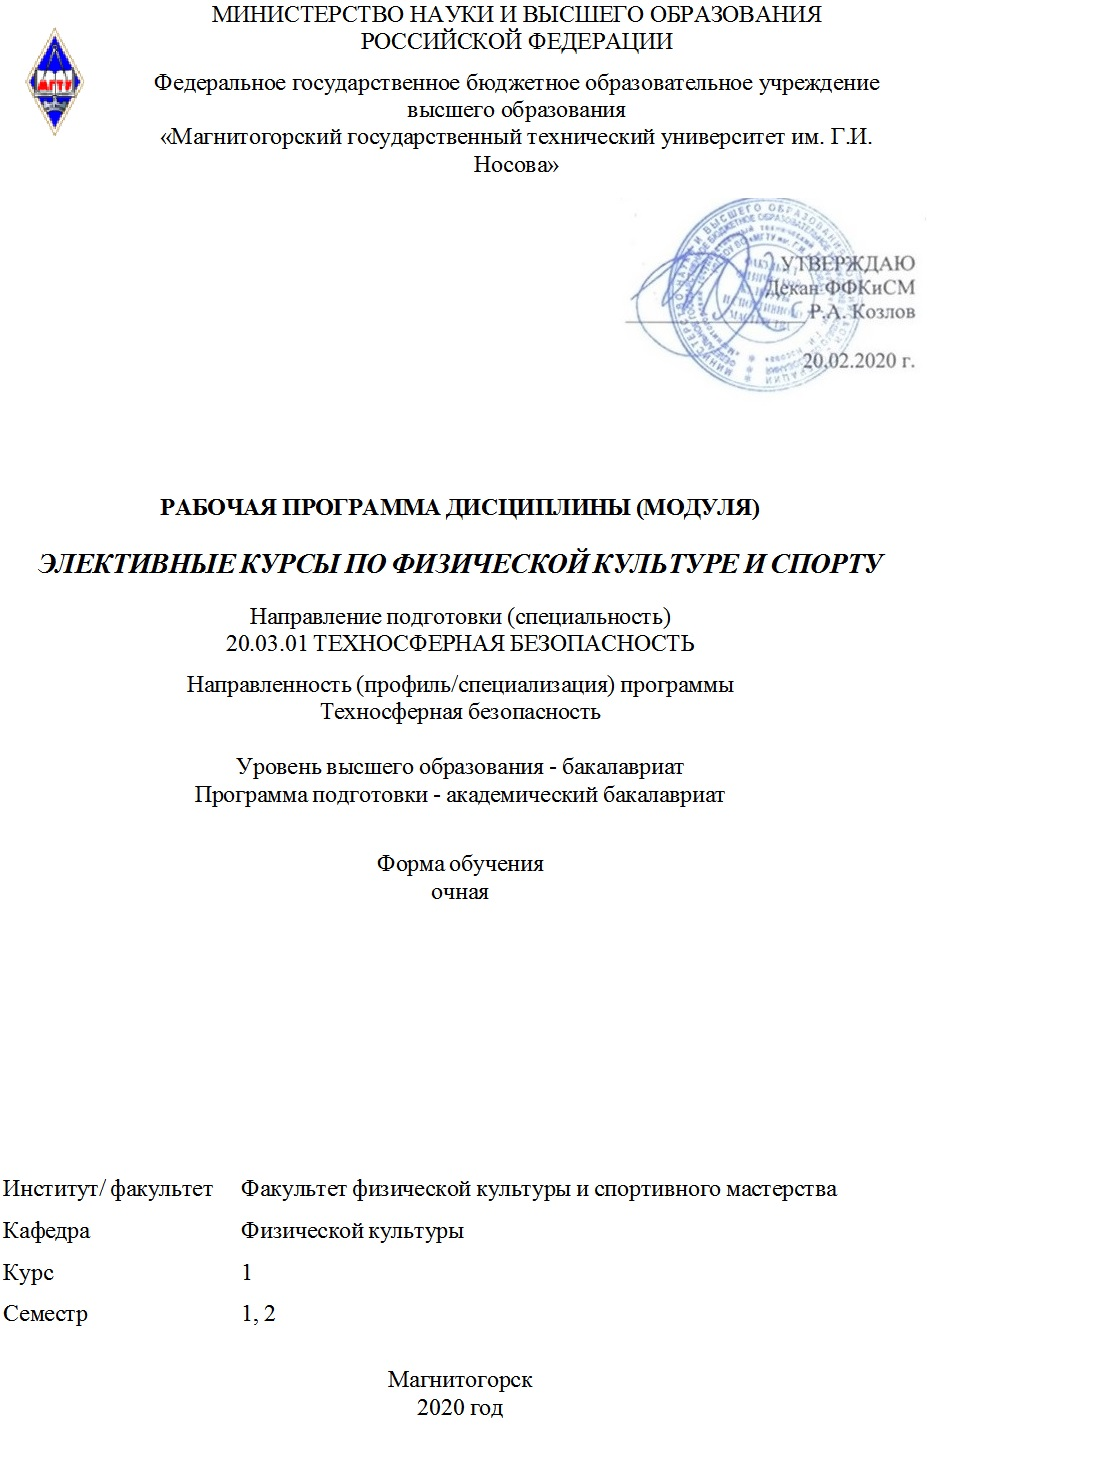 МИНИСТЕРСТВО НАУКИ И ВЫСШЕГО ОБРАЗОВАНИЯ
РОССИЙСКОЙ ФЕДЕРАЦИИ
МГТУ
Федеральное государственное бюджетное образовательное учреждение
высшего образования
«Магнитогорский государственный технический университет им. Г.И.
Носова»
УТВЕРЖДАЮ
Декан ФФКиСМ
Р.А. Козлов
20.02.2020 г.
РАБОЧАЯ ПРОГРАММА ДИСЦИПЛИНЫ (МОДУЛЯ)
ЭЛЕКТИВНЫЕ КУРСЫ ПО ФИЗИЧЕСКОЙ КУЛЬТУРЕ И СПОРТУ
Направление подготовки (специальность)
20.03.01 ТЕХНОСФЕРНАЯ БЕЗОПАСНОСТЬ
Направленность (профиль/специализация) программы
Техносферная безопасность
Уровень высшего образования - бакалавриат
Программа подготовки - академический бакалавриат
Форма обучения
очная
Институт/ факультет Факультет физической культуры и спортивного мастерства
Кафедра Физической культуры
Курс 1
Семестр 1, 2
Магнитогорск
2020 год